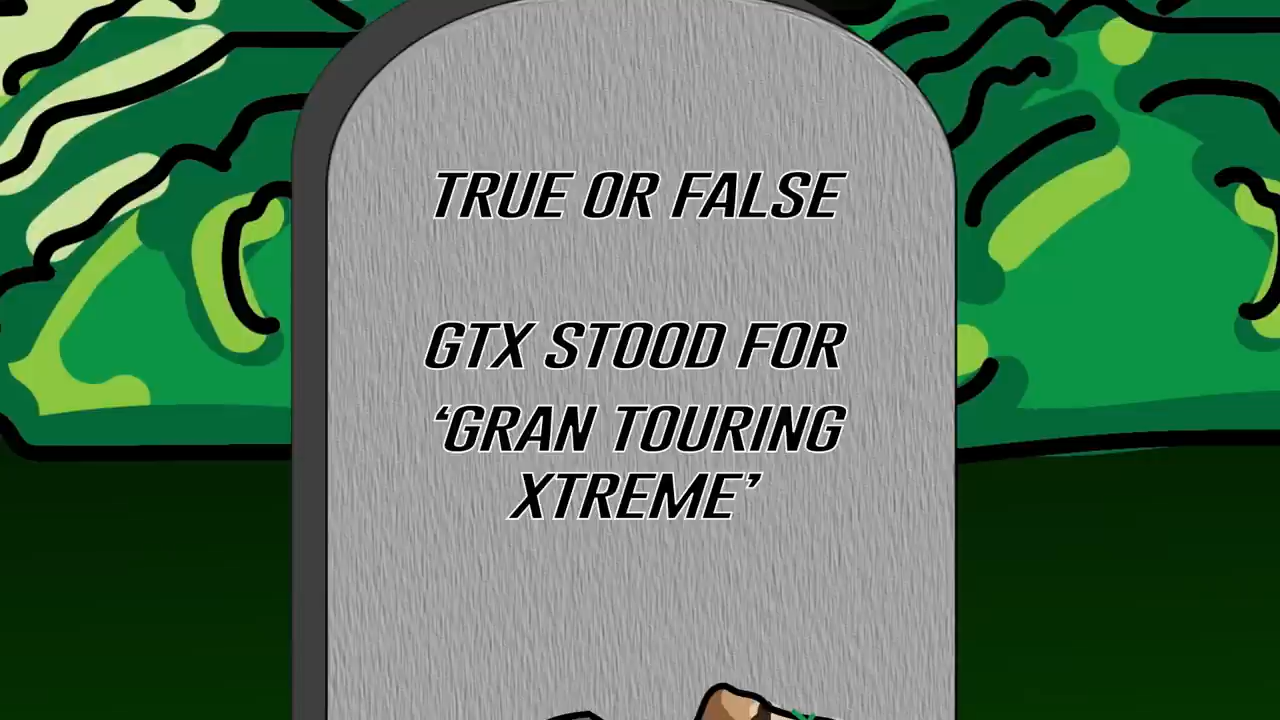 TRUE OR FALSE
GTX STOOD FOR
‘GRAN TOURING
XTREME’